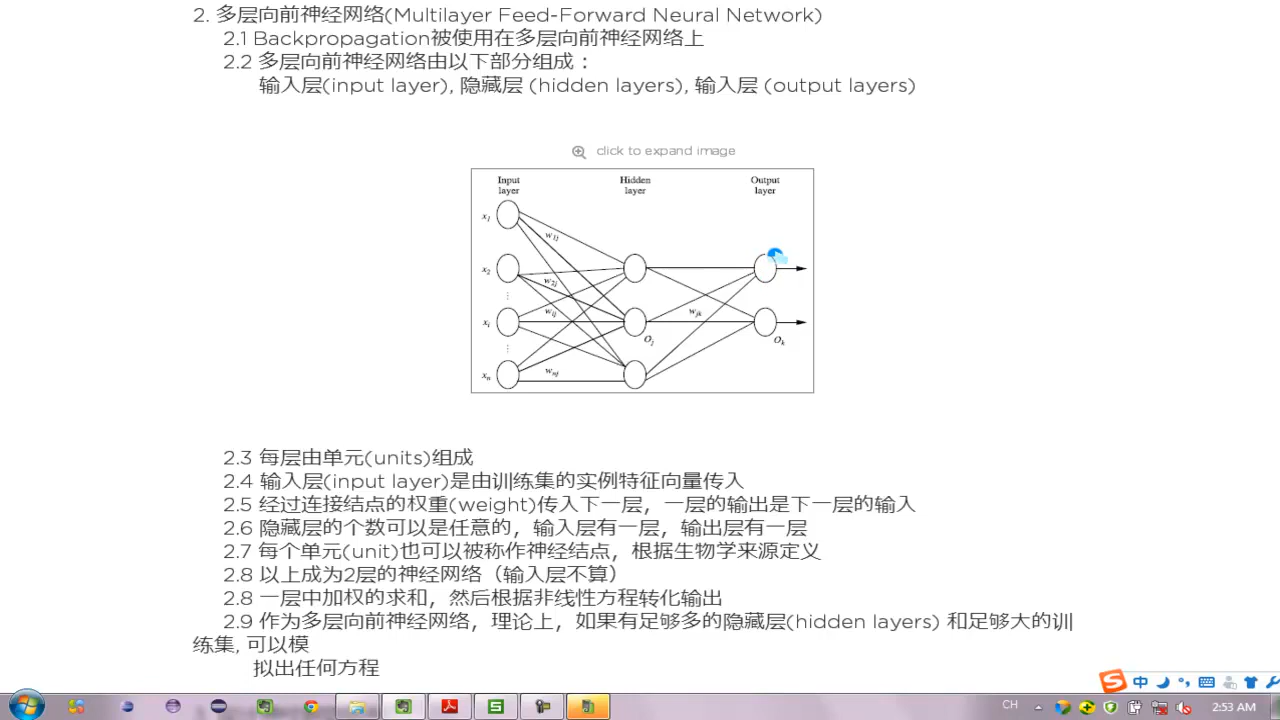 2. 多层向前神经网络(Multilayer Feed-Forward Neural Network)
2.1 Backpropagation被使用在多层向前神经网络上
2.2 多层向前神经网络由以下部分组成：
输入层(input layer), 隐藏层 (hidden layers), 输入层 (output layers)
click to expand image
Input layer
Hidden layer
Output layer
x1
w1j
x2
w2j
xi
wij
wjk
Oj
Ok
xn
wnj
2.3 每层由单元(units)组成
2.4 输入层(input layer)是由训练集的实例特征向量传入
2.5 经过连接结点的权重(weight)传入下一层，一层的输出是下一层的输入
2.6 隐藏层的个数可以是任意的，输入层有一层，输出层有一层
2.7 每个单元(unit)也可以被称作神经结点，根据生物学来源定义
2.8 以上成为2层的神经网络（输入层不算）
2.8 一层中加权的求和，然后根据非线性方程转化输出
2.9 作为多层向前神经网络，理论上，如果有足够多的隐藏层(hidden layers) 和足够大的训
练集, 可以模
拟出任何方程
S 中
CH
2:53 AM